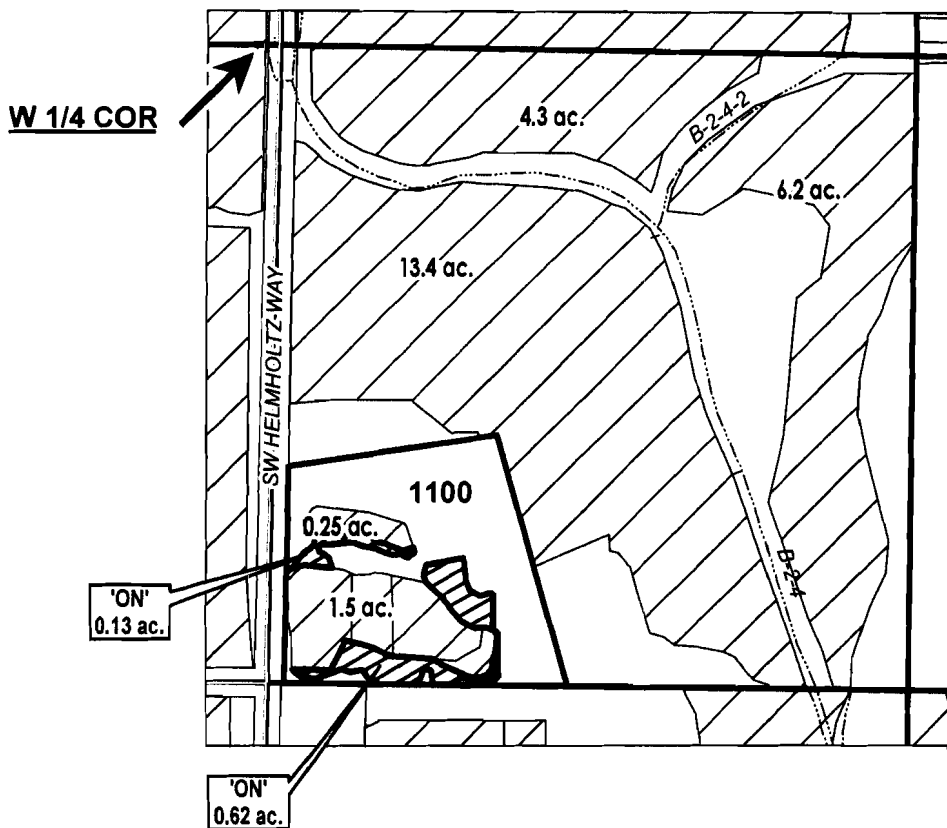 W 1/4 COR
4.3 ac.
B-2-4-2
6.2 ac.
13.4 ac.
SW HELMHOLTZ WAY
1100
0.25 ac.
'ON'
0.13 ac.
1.5 ac.
B-2-4
'ON'
0.62 ac.